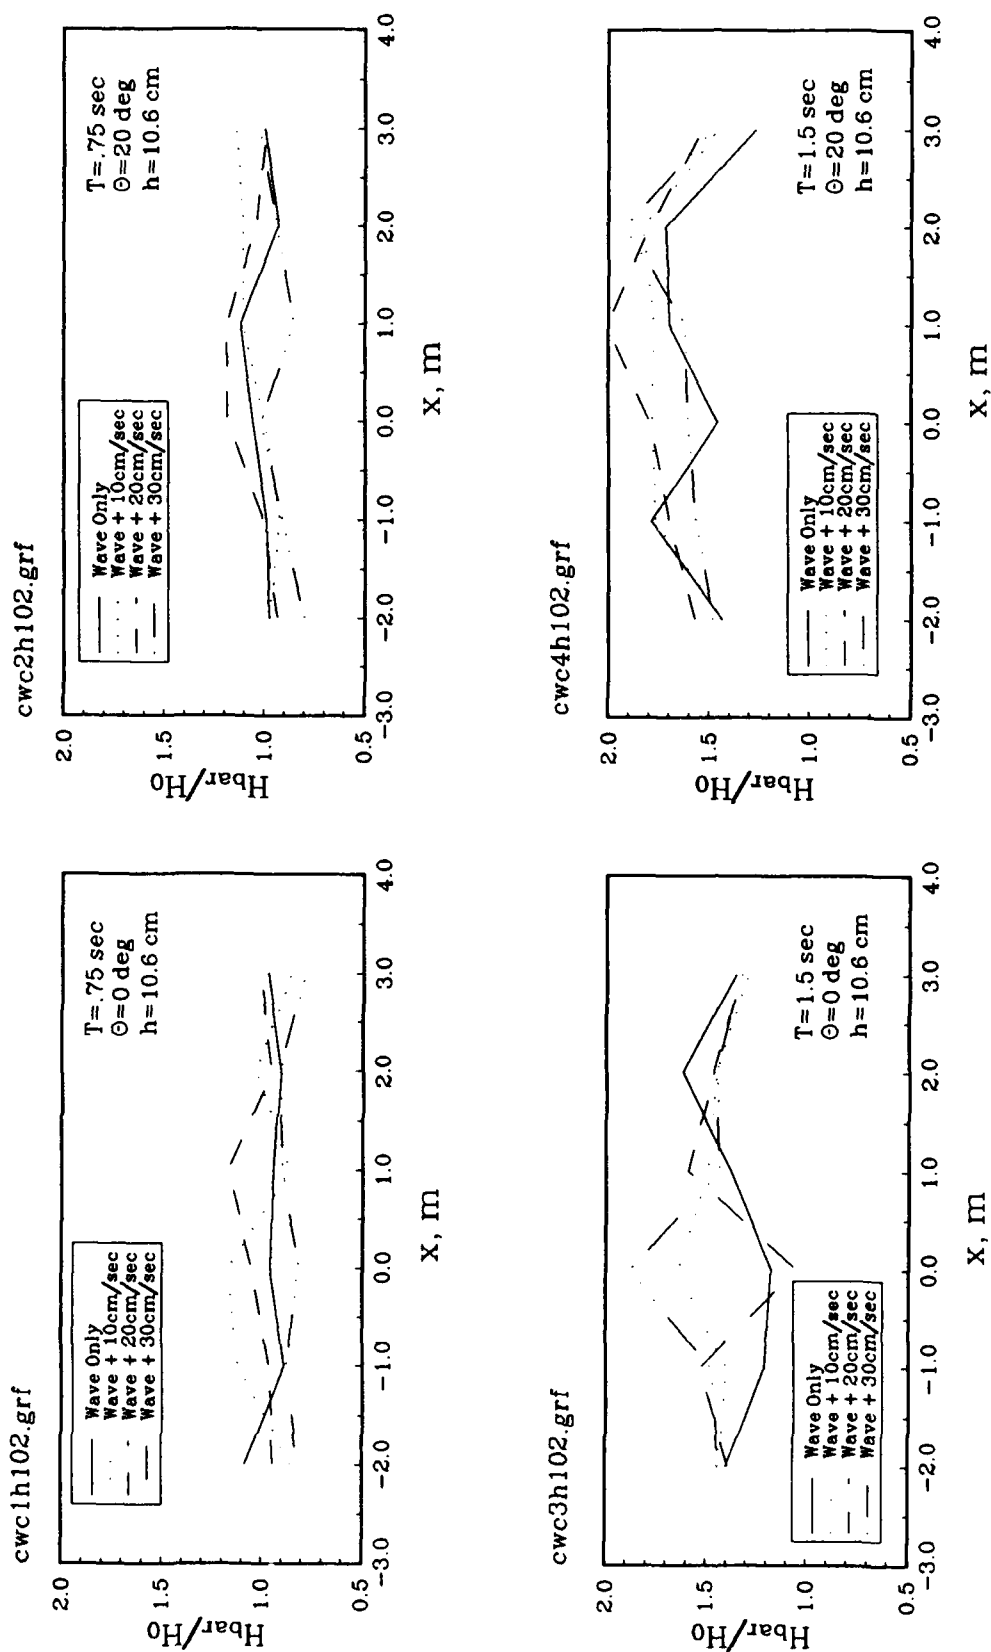 cwc1h102.grf
2.0
1.5
1.0
0.5
Hbar/H0
Wave Only
Wave + 10cm/sec
Wave + 20cm/sec
Wave + 30cm/sec
T=.75 sec
Θ=0 deg
h=10.6 cm
-3.0 -2.0 -1.0 0.0 1.0 2.0 3.0 4.0
x, m
cwc2h102.grf
2.0
1.5
1.0
0.5
Hbar/H0
Wave Only
Wave + 10cm/sec
Wave + 20cm/sec
Wave + 30cm/sec
T=.75 sec
Θ=20 deg
h=10.6 cm
-3.0 -2.0 -1.0 0.0 1.0 2.0 3.0 4.0
x, m
cwc3h102.grf
2.0
1.5
1.0
0.5
Hbar/H0
Wave Only
Wave + 10cm/sec
Wave + 20cm/sec
Wave + 30cm/sec
T=1.5 sec
Θ=0 deg
h=10.6 cm
-3.0 -2.0 -1.0 0.0 1.0 2.0 3.0 4.0
x, m
cwc4h102.grf
2.0
1.5
1.0
0.5
Hbar/H0
Wave Only
Wave + 10cm/sec
Wave + 20cm/sec
Wave + 30cm/sec
T=1.5 sec
Θ=20 deg
h=10.6 cm
-3.0 -2.0 -1.0 0.0 1.0 2.0 3.0 4.0
x, m